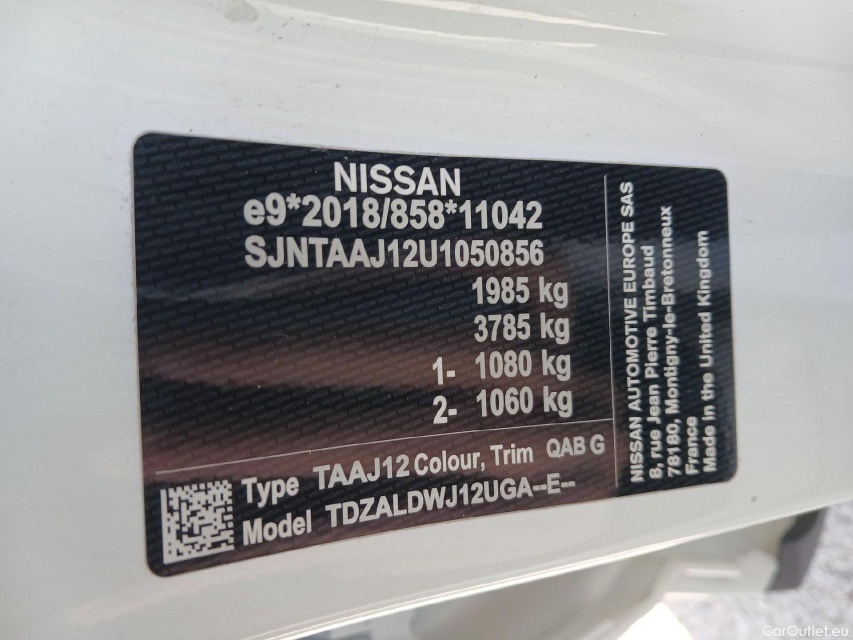 NISSAN
e9*2018/858*11042
SJNTAAJ12U1050856
1985 kg
3785 kg
1- 1080 kg
2- 1060 kg
Type TAAJ12 Colour, Trim QAB G
Model TDZALDWJ12UGA--E--
NISSAN AUTOMOTIVE EUROPE SAS
8, rue Jean Pierre Timbaud
78180, Montigny-le-Bretonneux
France
Made in the United Kingdom
CarOutlet.eu